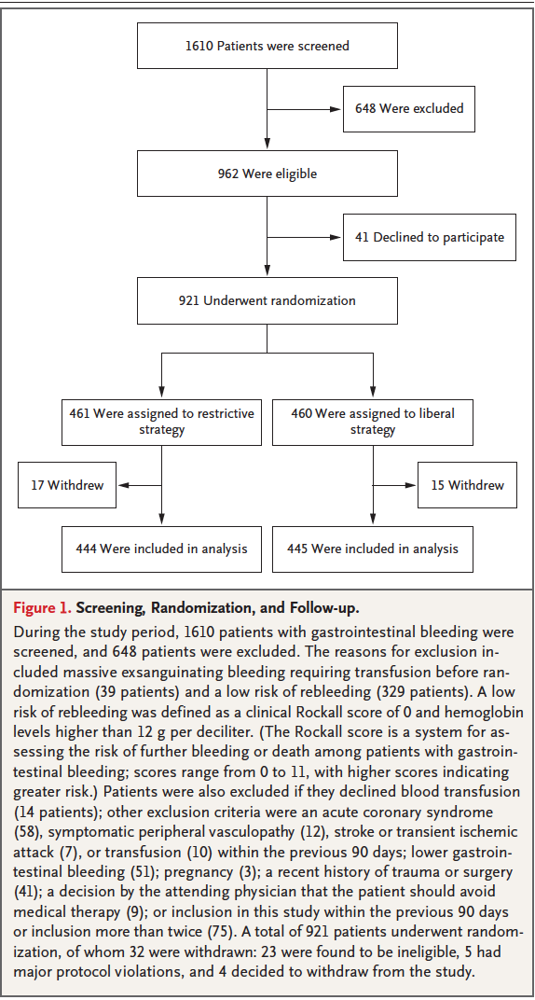 1610 Patients were screened
648 Were excluded
962 Were eligible
41 Declined to participate
921 Underwent randomization
461 Were assigned to restrictive
strategy
460 Were assigned to liberal
strategy
17 Withdrew
15 Withdrew
444 Were included in analysis
445 Were included in analysis
Figure 1. Screening, Randomization, and Follow-up.
During the study period, 1610 patients with gastrointestinal bleeding were
screened, and 648 patients were excluded. The reasons for exclusion in-
cluded massive exsanguinating bleeding requiring transfusion before ran-
domization (39 patients) and a low risk of rebleeding (329 patients). A low
risk of rebleeding was defined as a clinical Rockall score of 0 and hemoglobin
levels higher than 12 g per deciliter. (The Rockall score is a system for as-
sessing the risk of further bleeding or death among patients with gastroin-
testinal bleeding; scores range from 0 to 11, with higher scores indicating
greater risk.) Patients were also excluded if they declined blood transfusion
(14 patients); other exclusion criteria were an acute coronary syndrome
(58), symptomatic peripheral vasculopathy (12), stroke or transient ischemic
attack (7), or transfusion (10) within the previous 90 days; lower gastroin-
testinal bleeding (51); pregnancy (3); a recent history of trauma or surgery
(41); a decision by the attending physician that the patient should avoid
medical therapy (9); or inclusion in this study within the previous 90 days
or inclusion more than twice (75). A total of 921 patients underwent random-
ization, of whom 32 were withdrawn: 23 were found to be ineligible, 5 had
major protocol violations, and 4 decided to withdraw from the study.